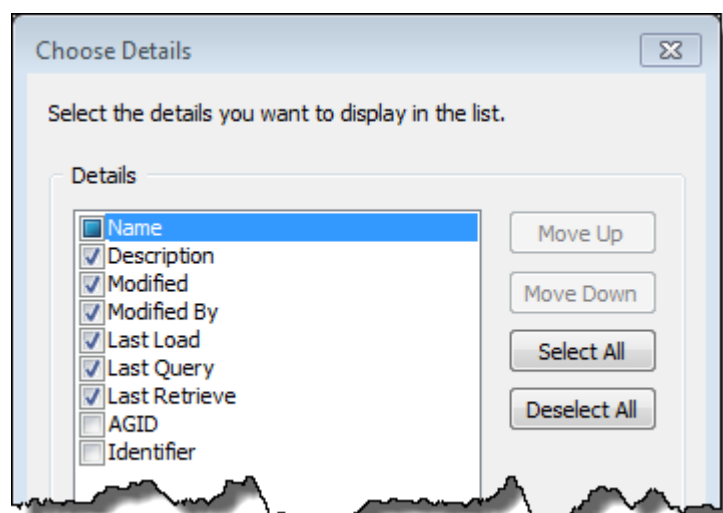 Choose Details
Select the details you want to display in the list.
Details
Name
Description
Modified
Modified By
Last Load
Last Query
Last Retrieve
AGID
Identifier
Move Up
Move Down
Select All
Deselect All